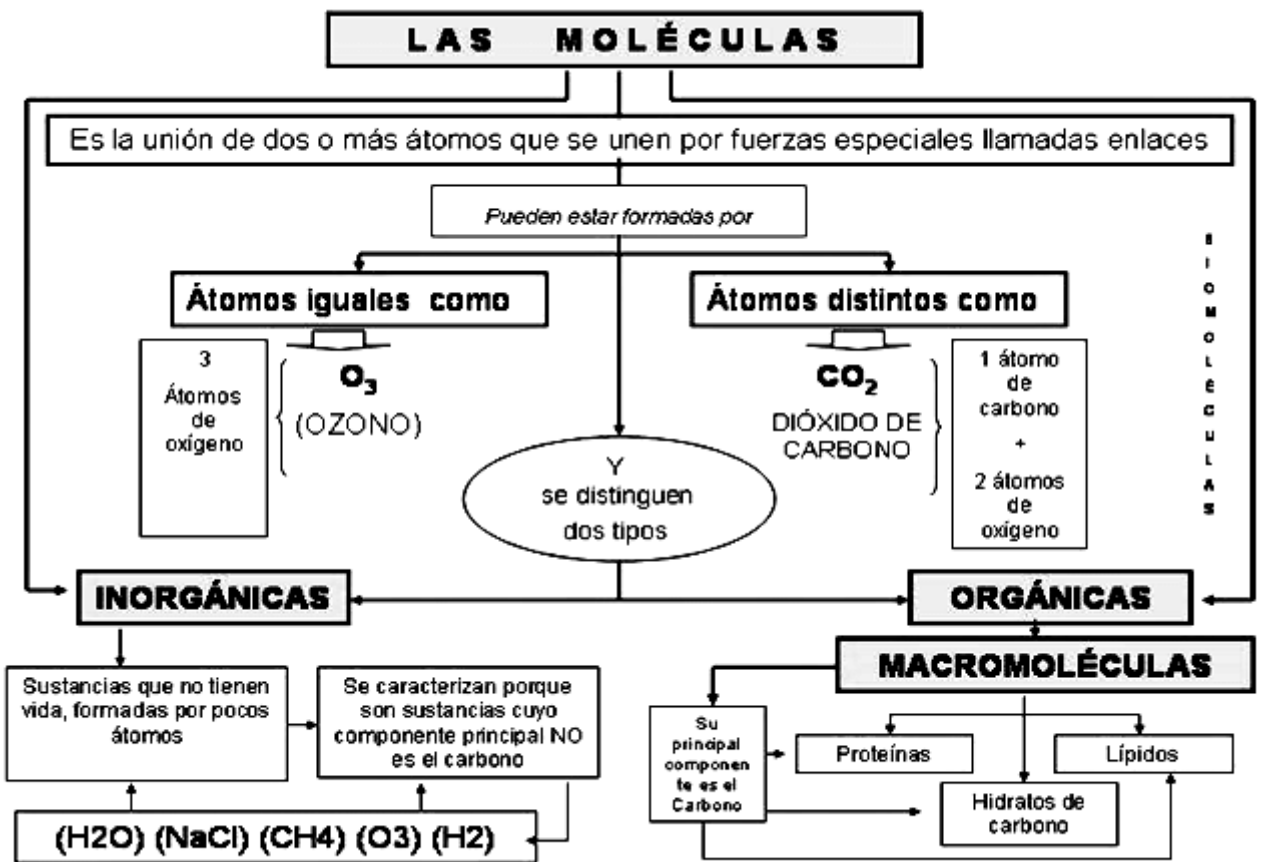 LAS MOLÉCULAS
Es la unión de dos o más átomos que se unen por fuerzas especiales llamadas enlaces
Pueden estar formadas por
Átomos iguales como
3
Átomos
de
oxígeno
O3
(OZONO)
Átomos distintos como
CO2
DIÓXIDO DE
CARBONO
1 átomo
de
carbono
+
2 átomos
de
oxígeno
BIOMOLÉCULAS
Y
se distinguen
dos tipos
INORGÁNICAS
Sustancias que no tienen
vida, formadas por pocos
átomos
Se caracterizan porque
son sustancias cuyo
componente principal NO
es el carbono
(H2O) (NaCl) (CH4) (O3) (H2)
ORGÁNICAS
MACROMOLÉCULAS
Su
principal
componen
te es el
Carbono
Proteínas
Hidratos de
carbono
Lípidos